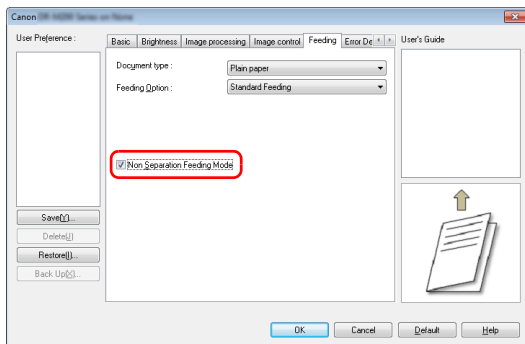 Canon
User Preference :
Basic Brightness Image processing Image control Feeding Error De
User's Guide
Document type : Plain paper
Feeding Option : Standard Feeding
Non Separation Feeding Mode
Save(Y)...
Delete(J)
Restore(I)...
Back Up(X)...
OK Cancel Default Help